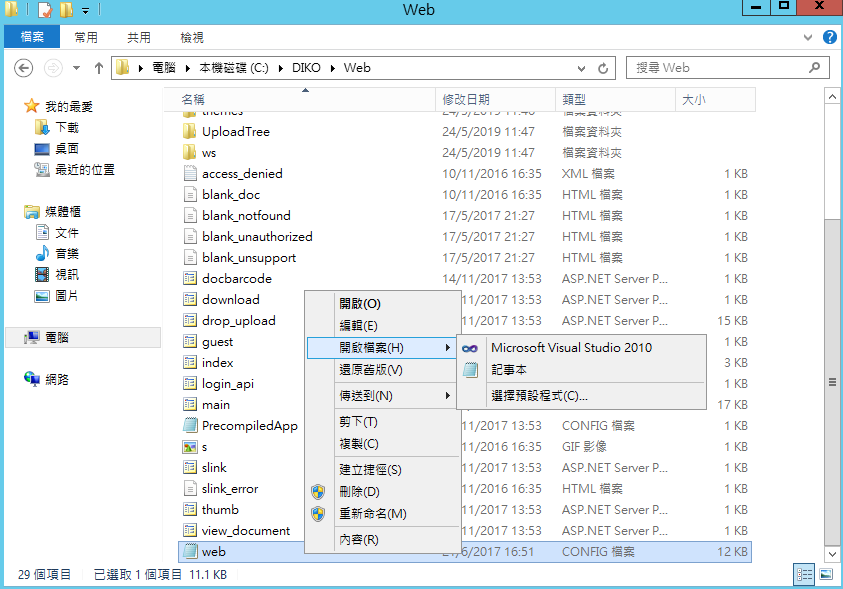 Web
檔案 常用 共用 檢視
電腦 本機磁碟 (C:) DIKO Web
搜尋 Web
名稱 修改日期 類型 大小
我的最愛
下載
桌面
最近的位置
媒體櫃
文件
音樂
視訊
圖片
電腦
網路
themes 24/5/2019 11:46 檔案資料夾
UploadTree 24/5/2019 11:47 檔案資料夾
ws 24/5/2019 11:47 檔案資料夾
access_denied 10/11/2016 16:35 XML 檔案 1 KB
blank_doc 10/11/2016 16:35 HTML 檔案 1 KB
blank_notfound 17/5/2017 21:27 HTML 檔案 1 KB
blank_unauthorized 17/5/2017 21:27 HTML 檔案 1 KB
blank_unsupport 17/5/2017 21:27 HTML 檔案 1 KB
docbarcode 14/11/2017 13:53 ASP.NET Server P... 1 KB
download /11/2017 13:53 ASP.NET Server P... 1 KB
drop_upload /11/2017 13:53 ASP.NET Server P... 15 KB
guest 1 KB
index 3 KB
login_api 1 KB
main 17 KB
PrecompiledApp /11/2017 13:53 CONFIG 檔案 1 KB
s /11/2016 16:35 GIF 影像 1 KB
slink /11/2017 13:53 ASP.NET Server P... 1 KB
slink_error /11/2016 16:35 HTML 檔案 1 KB
thumb /11/2017 13:53 ASP.NET Server P... 1 KB
view_document /11/2017 13:53 ASP.NET Server P... 1 KB
web /6/2017 16:51 CONFIG 檔案 12 KB
開啟(O)
編輯(E)
開啟檔案(H)
還原舊版(V)
傳送到(N)
剪下(T)
複製(C)
建立捷徑(S)
刪除(D)
重新命名(M)
內容(R)
Microsoft Visual Studio 2010
記事本
選擇預設程式(C)...
29 個項目 已選取 1 個項目 11.1 KB